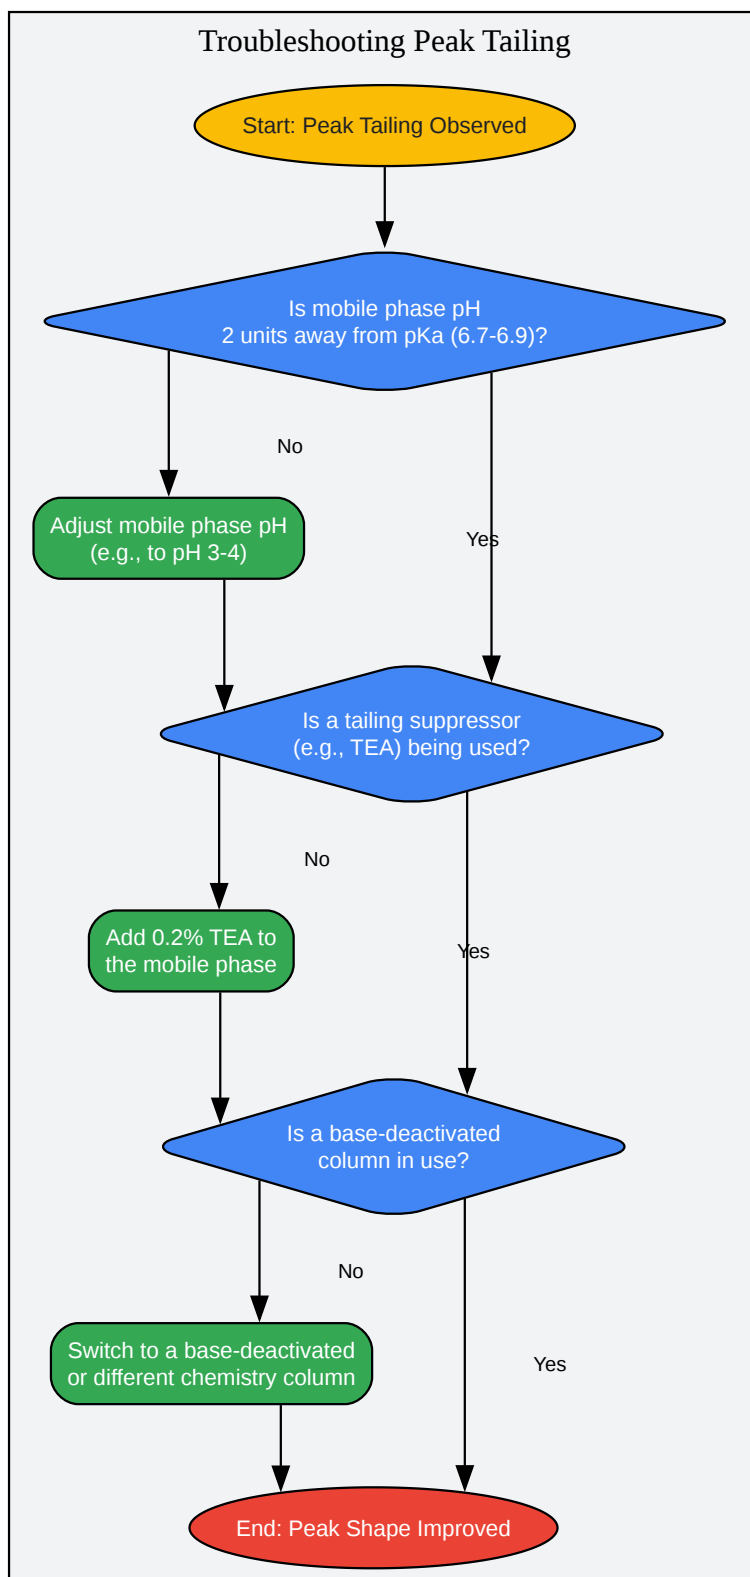 Troubleshooting Peak Tailing
Start: Peak Tailing Observed
Is mobile phase pH
2 units away from pKa (6.7-6.9)?
No
Adjust mobile phase pH
(e.g., to pH 3-4)
Yes
Is a tailing suppressor
(e.g., TEA) being used?
No
Add 0.2% TEA to
the mobile phase
Yes
Is a base-deactivated
column in use?
No
Switch to a base-deactivated
or different chemistry column
Yes
End: Peak Shape Improved